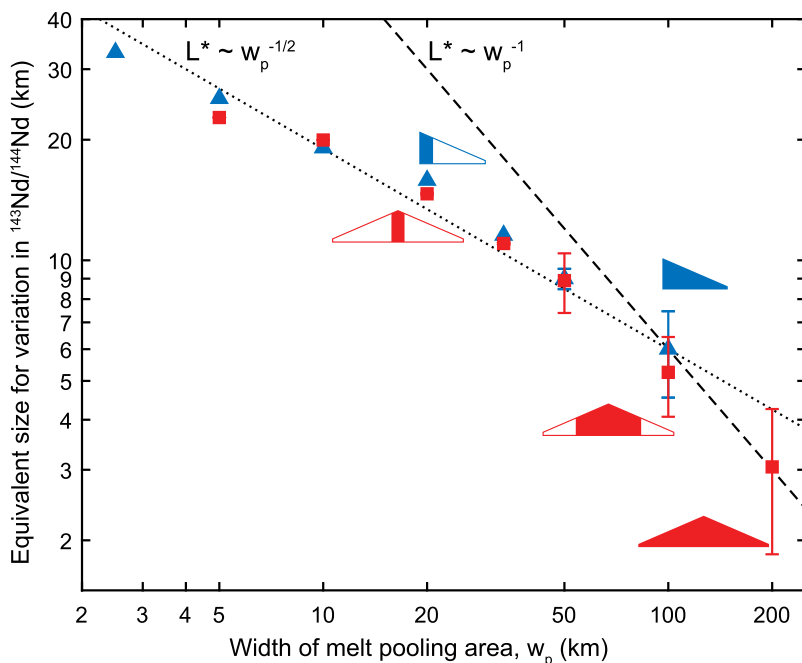 40
30
20
10
9
8
7
6
5
4
3
2
L* ~ wp-1/2
L* ~ wp-1
Equivalent size for variation in 143Nd/144Nd (km)
2 3 4 5 10 20 50 100 200
Width of melt pooling area, wp (km)